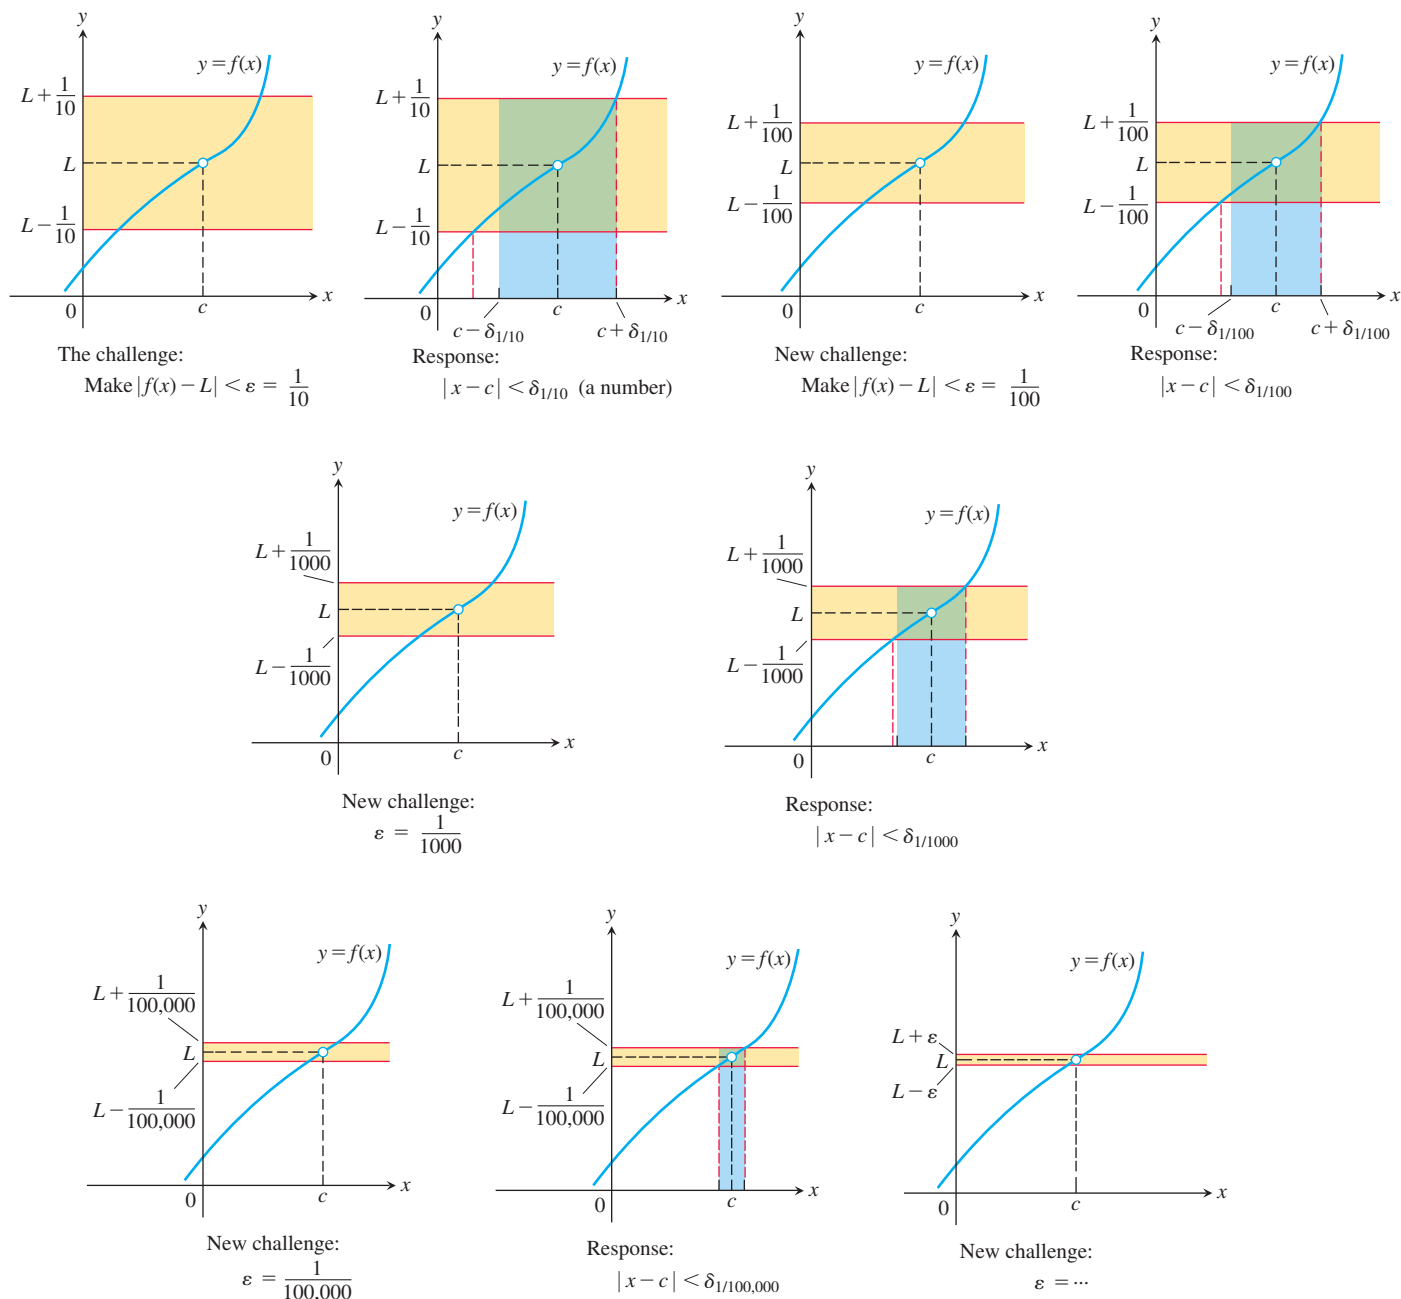 y
y = f(x)
L + 1/10
L
L − 1/10
0
c
x
The challenge:
Make |f(x) − L| < ε = 1/10
y
y = f(x)
L + 1/10
L
L − 1/10
0
c
x
c − δ1/10
c + δ1/10
Response:
|x − c| < δ1/10 (a number)
y
y = f(x)
L + 1/100
L
L − 1/100
0
c
x
New challenge:
Make |f(x) − L| < ε = 1/100
y
y = f(x)
L + 1/100
L
L − 1/100
0
c
x
c − δ1/100
c + δ1/100
Response:
|x − c| < δ1/100
y
y = f(x)
L + 1/1000
L
L − 1/1000
0
c
x
New challenge:
ε = 1/1000
y
y = f(x)
L + 1/1000
L
L − 1/1000
0
c
x
Response:
|x − c| < δ1/1000
y
y = f(x)
L + 1/100,000
L
L − 1/100,000
0
c
x
New challenge:
ε = 1/100,000
y
y = f(x)
L + 1/100,000
L
L − 1/100,000
0
c
x
Response:
|x − c| < δ1/100,000
y
y = f(x)
L + ε
L
L − ε
0
c
x
New challenge:
ε = ···